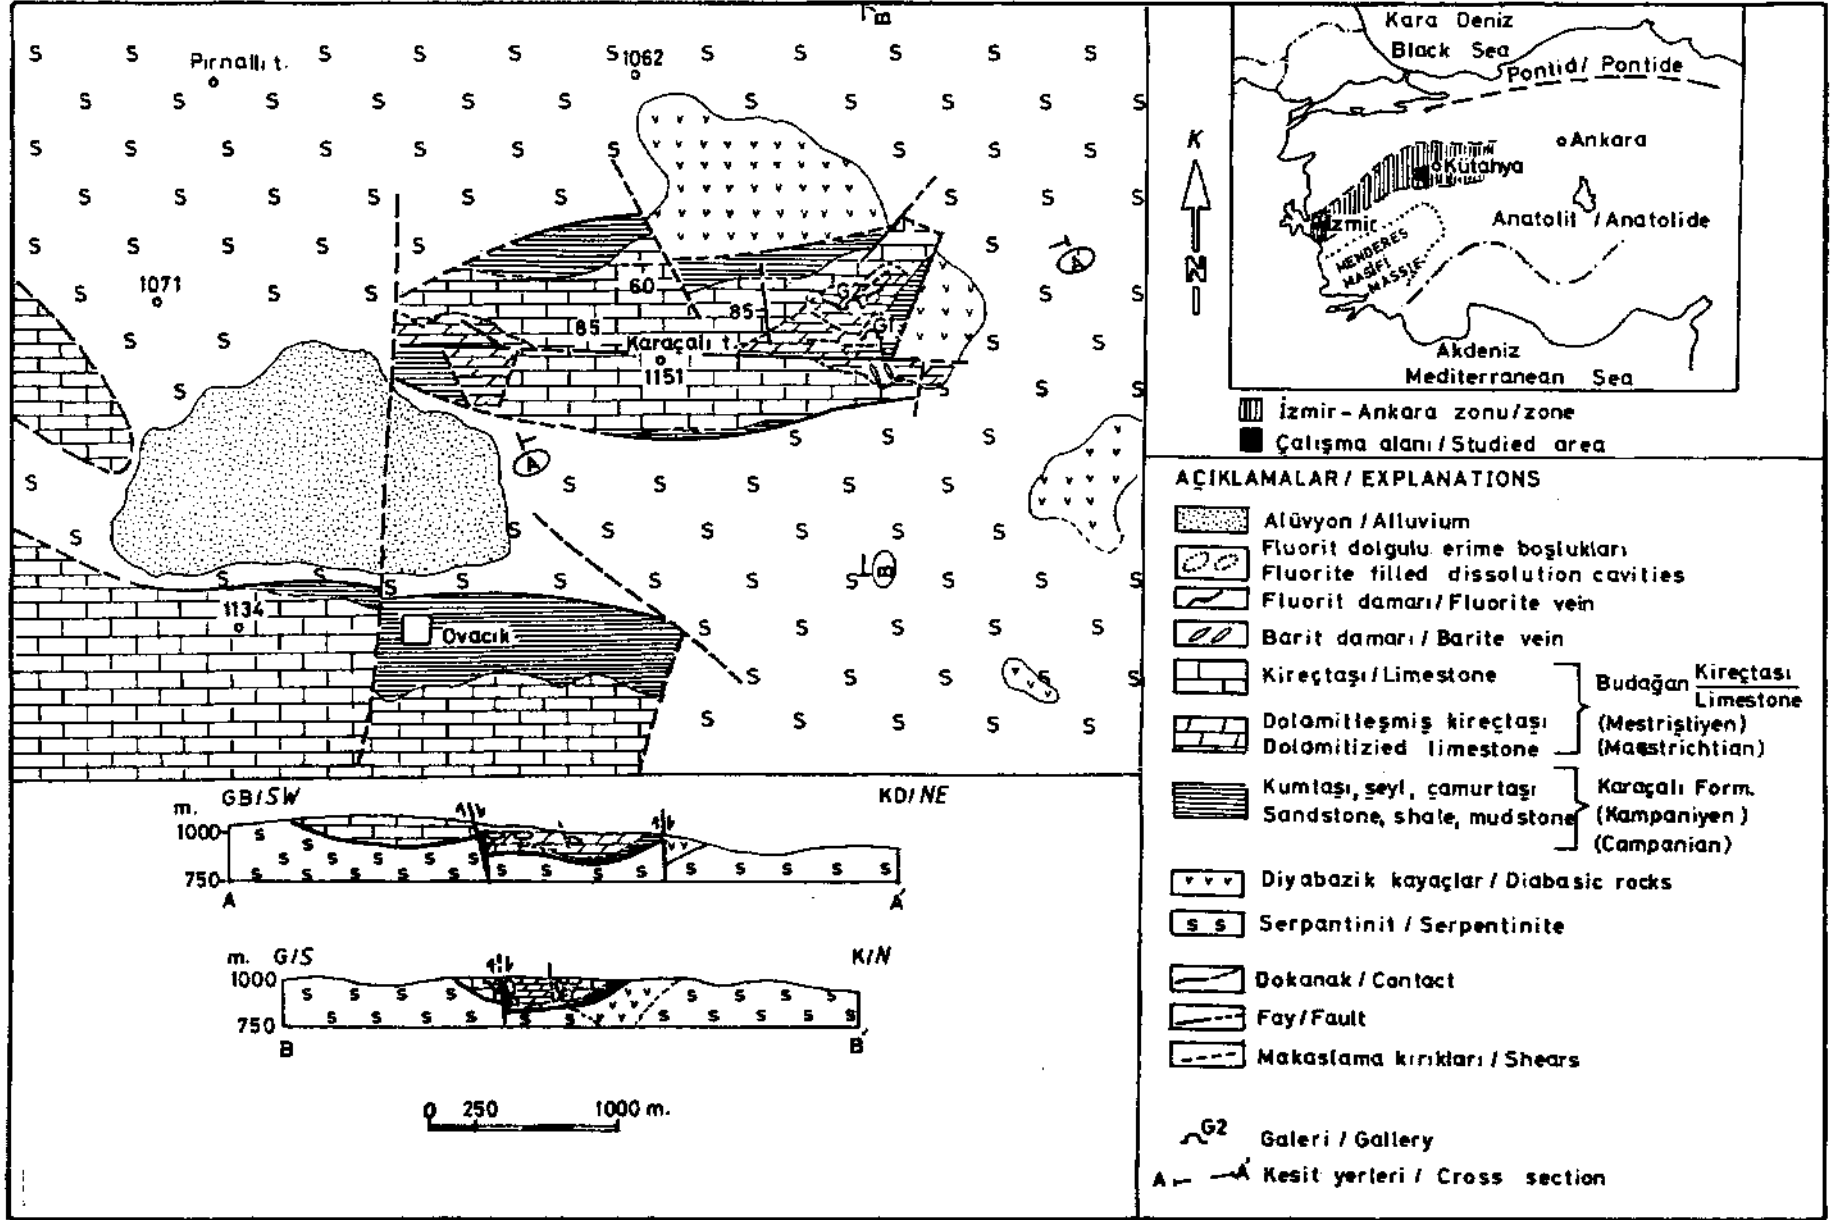 Pırnallı t.
1062
1071
60
85
85
G2
G1
Karaçalı t.
1151
A
A
B
B
1134
Ovacık
Kara Deniz
Black Sea
Pontid / Pontide
Ankara
Kütahya
İzmir
Anatolit / Anatolide
MENDERES
MASİFİ
MASSIF
Akdeniz
Mediterranean Sea
K
N
İzmir - Ankara zonu/zone
Çalışma alanı / Studied area
AÇIKLAMALAR / EXPLANATIONS
Alüvyon / Alluvium
Fluorit dolgulu erime boşlukları
Fluorite filled dissolution cavities
Fluorit damarı / Fluorite vein
Barit damarı / Barite vein
Kireçtaşı / Limestone
Dolomitleşmiş kireçtaşı
Dolomitizied limestone
Budağan Kireçtaşı
Limestone
(Mestriştiyen)
(Maestrichtian)
Kumtaşı, şeyl, çamurtaşı
Sandstone, shale, mudstone
Karaçalı Form.
(Kampaniyen)
(Campanian)
v v v Diyabazik kayaçlar / Diabasic rocks
s s Serpantinit / Serpentinite
Dokanak / Contact
Fay / Fault
Makaslama kırıkları / Shears
G2 Galeri / Gallery
A A' Kesit yerleri / Cross section
m. GB/SW KD/NE
1000
750
A A'
m. G/S K/N
1000
750
B B'
0 250 1000 m.